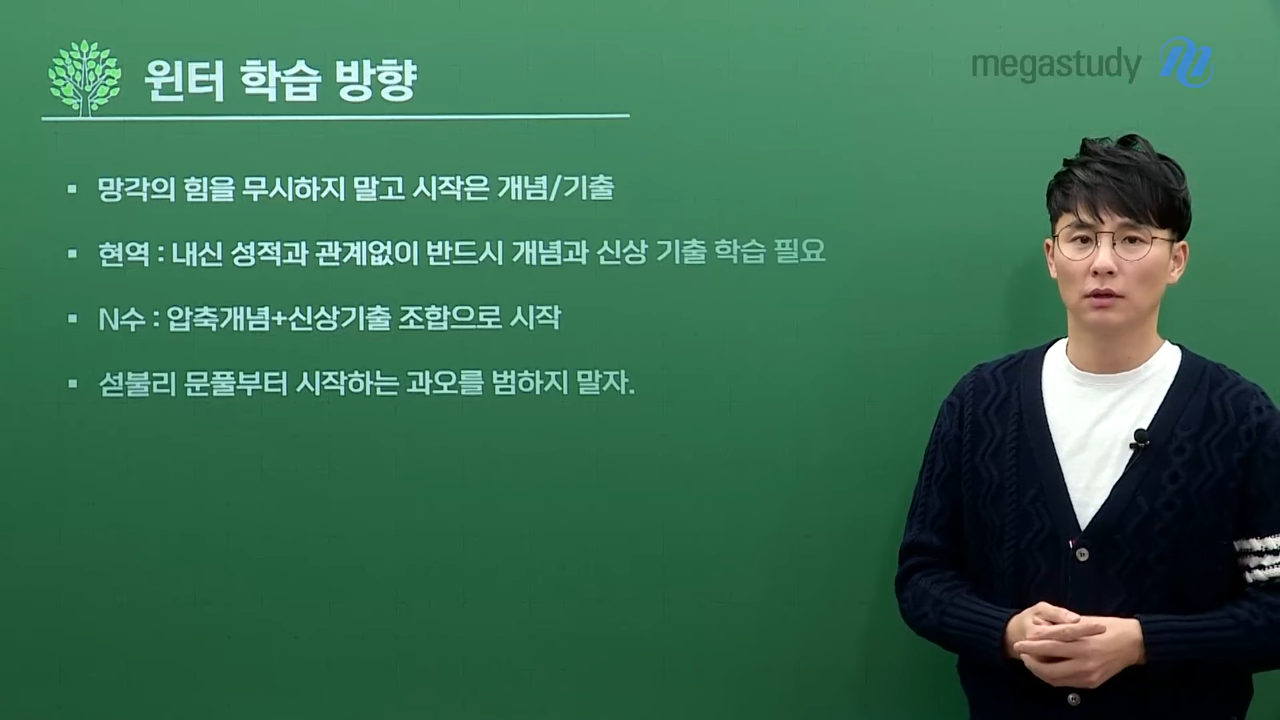 윈터 학습 방향
megastudy
▪ 망각의 힘을 무시하지 말고 시작은 개념/기출
▪ 현역 : 내신 성적과 관계없이 반드시 개념과 신상 기출 학습 필요
▪ N수 : 압축개념+신상기출 조합으로 시작
▪ 섣불리 문풀부터 시작하는 과오를 범하지 말자.